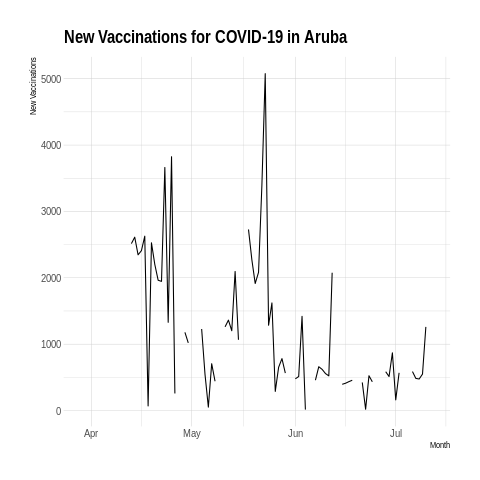 New Vaccinations for COVID-19 in Aruba
New Vaccinations
5000
4000
3000
2000
1000
0
Apr
May
Jun
Jul
Month